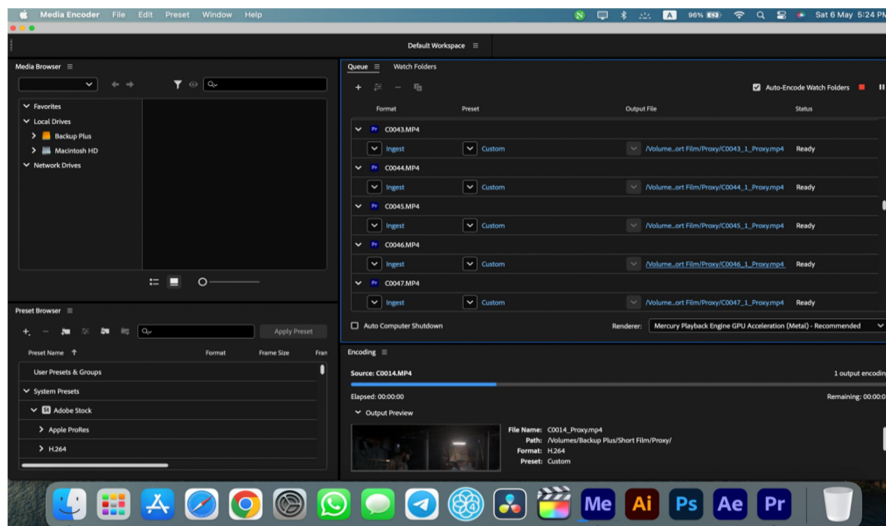 Media Encoder File Edit Preset Window Help
96% Sat 6 May 5:24 PM
Default Workspace
Media Browser
Favorites
Local Drives
Backup Plus
Macintosh HD
Network Drives
Preset Browser
Apply Preset
Preset Name Format Frame Size
User Presets & Groups
System Presets
Adobe Stock
Apple ProRes
H.264
Queue Watch Folders
Auto-Encode Watch Folders
Format Preset Output File Status
Pr C0043.MP4
Ingest Custom /Volume...ort Film/Proxy/C0043_1_Proxy.mp4 Ready
Pr C0044.MP4
Ingest Custom /Volume...ort Film/Proxy/C0044_1_Proxy.mp4 Ready
Pr C0045.MP4
Ingest Custom /Volume...ort Film/Proxy/C0045_1_Proxy.mp4 Ready
Pr C0046.MP4
Ingest Custom /Volume...ort Film/Proxy/C0046_1_Proxy.mp4 Ready
Pr C0047.MP4
Ingest Custom /Volume...ort Film/Proxy/C0047_1_Proxy.mp4 Ready
Auto Computer Shutdown
Renderer: Mercury Playback Engine GPU Acceleration (Metal) - Recommended
Encoding
Source: C0014.MP4 1 output encoding
Elapsed: 00:00:00 Remaining: 00:00:0
Output Preview
File Name: C0014_Proxy.mp4
Path: /Volumes/Backup Plus/Short Film/Proxy/
Format: H.264
Preset: Custom
Me Ai Ps Ae Pr